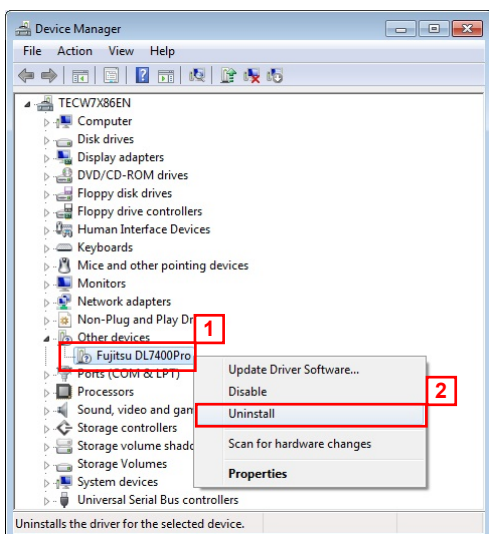 Device Manager
File Action View Help
TECW7X86EN
Computer
Disk drives
Display adapters
DVD/CD-ROM drives
Floppy disk drives
Floppy drive controllers
Human Interface Devices
Keyboards
Mice and other pointing devices
Monitors
Network adapters
Non-Plug and Play Dr
1
Other devices
Fujitsu DL7400Pro
Ports (COM & LPT)
Processors
Sound, video and gam
Storage controllers
Storage volume shado
Storage Volumes
System devices
Universal Serial Bus controllers
Update Driver Software...
Disable
2
Uninstall
Scan for hardware changes
Properties
Uninstalls the driver for the selected device.